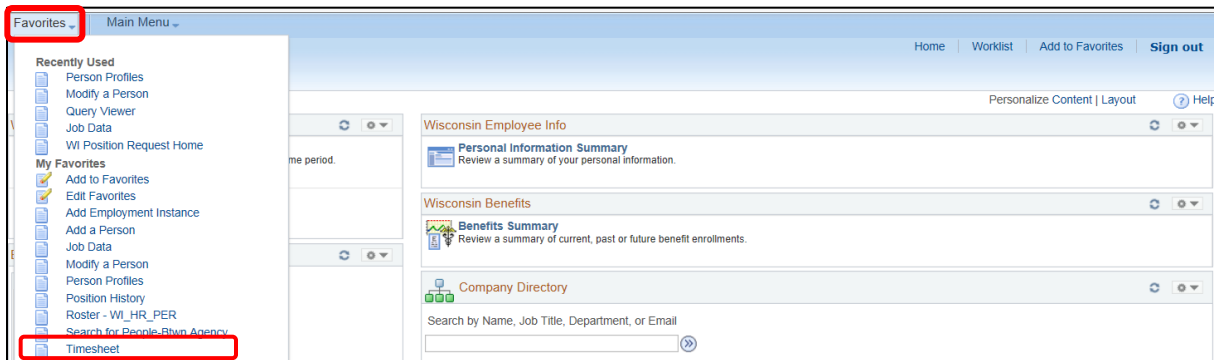 Favorites Main Menu
Home Worklist Add to Favorites Sign out
Personalize Content | Layout ? Help
Recently Used
Person Profiles
Modify a Person
Query Viewer
Job Data
WI Position Request Home
My Favorites
Add to Favorites
Edit Favorites
Add Employment Instance
Add a Person
Job Data
Modify a Person
Person Profiles
Position History
Roster - WI_HR_PER
Search for People-Btwn Agency
Timesheet
me period.
Wisconsin Employee Info
Personal Information Summary
Review a summary of your personal information.
Wisconsin Benefits
Benefits Summary
Review a summary of current, past or future benefit enrollments.
Company Directory
Search by Name, Job Title, Department, or Email